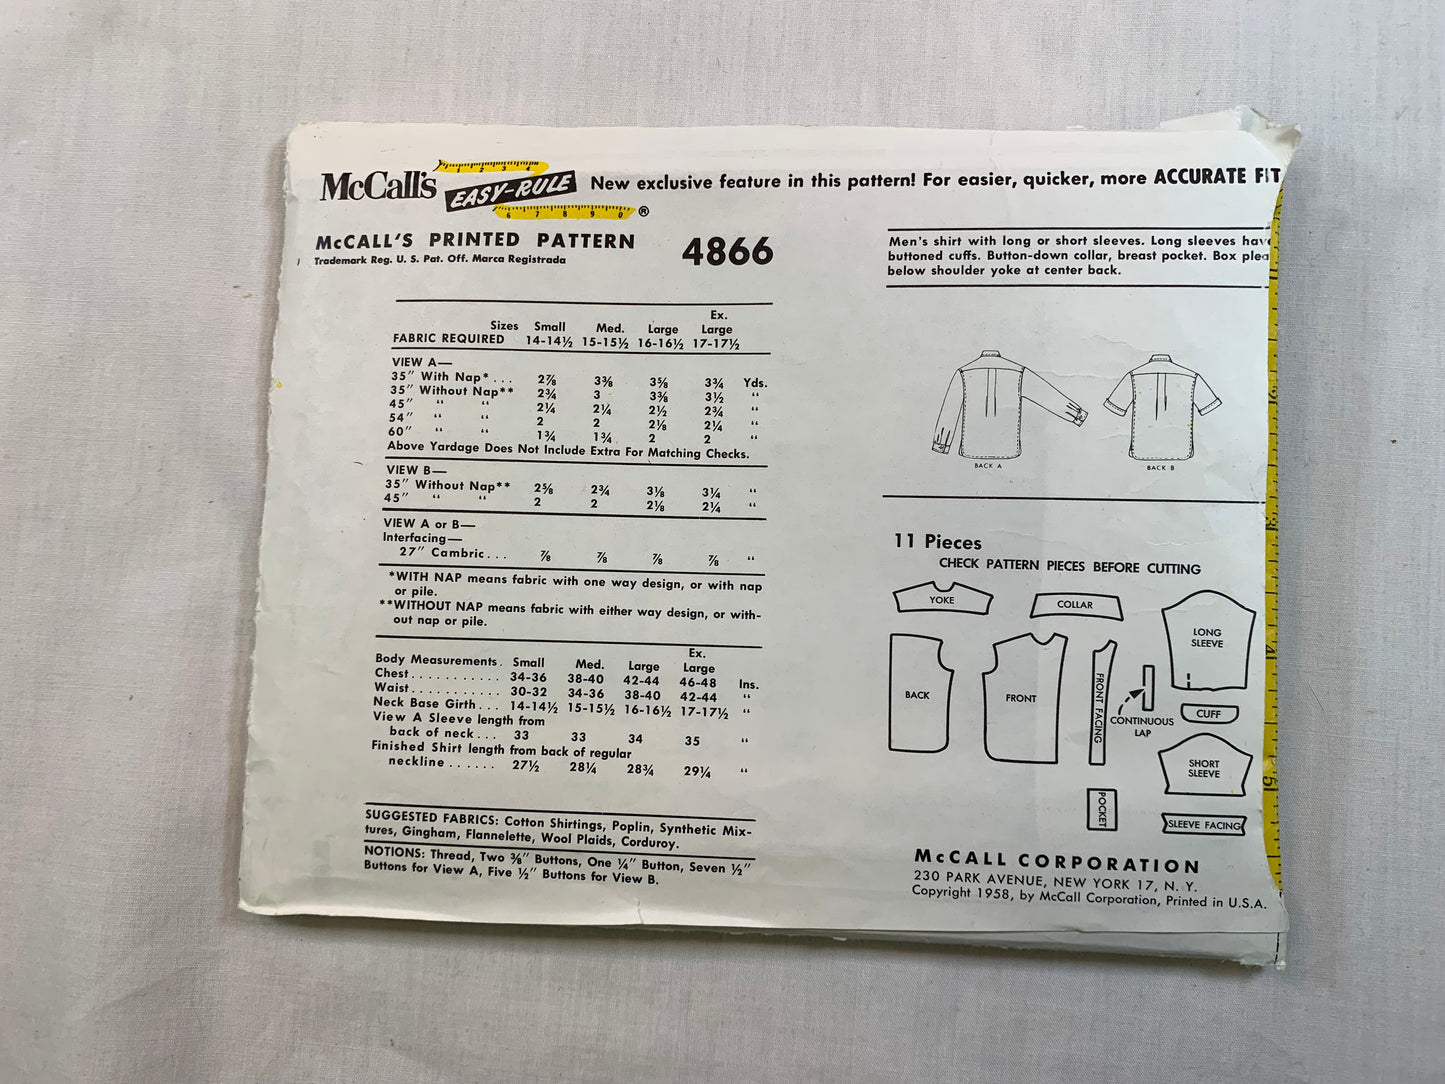 McCall's EASY-RULE ® New exclusive feature in this pattern! For easier, quicker, more ACCURATE FIT
1 2 3 4
6 7 8 9 0
McCALL'S PRINTED PATTERN 4866
Trademark Reg. U. S. Pat. Off. Marca Registrada
Men's shirt with long or short sleeves. Long sleeves have
buttoned cuffs. Button-down collar, breast pocket. Box plea
below shoulder yoke at center back.
Ex.
Sizes Small Med. Large Large
FABRIC REQUIRED 14-14½ 15-15½ 16-16½ 17-17½
VIEW A—
35" With Nap* . . . 2⅞ 3⅜ 3⅝ 3¾ Yds.
35" Without Nap** 2¾ 3 3⅜ 3½ "
45" " " 2¼ 2¼ 2½ 2¾ "
54" " " 2 2 2⅛ 2¼ "
60" " " 1¾ 1¾ 2 2 "
Above Yardage Does Not Include Extra For Matching Checks.
VIEW B—
35" Without Nap** 2⅝ 2¾ 3⅛ 3¼ "
45" " " 2 2 2⅛ 2¼ "
VIEW A or B—
Interfacing—
27" Cambric . . . ⅞ ⅞ ⅞ ⅞ "
*WITH NAP means fabric with one way design, or with nap
or pile.
**WITHOUT NAP means fabric with either way design, or with-
out nap or pile.
Ex.
Body Measurements. Small Med. Large Large
Chest . . . . . . . . . . . 34-36 38-40 42-44 46-48 Ins.
Waist . . . . . . . . . . . 30-32 34-36 38-40 42-44 "
Neck Base Girth . . . 14-14½ 15-15½ 16-16½ 17-17½ "
View A Sleeve length from
back of neck . . . 33 33 34 35 "
Finished Shirt length from back of regular
neckline . . . . . . 27½ 28¼ 28¾ 29¼ "
SUGGESTED FABRICS: Cotton Shirtings, Poplin, Synthetic Mix-
tures, Gingham, Flannelette, Wool Plaids, Corduroy.
NOTIONS: Thread, Two ⅜" Buttons, One ¼" Button, Seven ½"
Buttons for View A, Five ½" Buttons for View B.
BACK A BACK B
11 Pieces
CHECK PATTERN PIECES BEFORE CUTTING
YOKE
COLLAR
LONG
SLEEVE
BACK
FRONT
FRONT FACING
CONTINUOUS
LAP
CUFF
SHORT
SLEEVE
POCKET
SLEEVE FACING
2
3
4
5
McCALL CORPORATION
230 PARK AVENUE, NEW YORK 17, N. Y.
Copyright 1958, by McCall Corporation, Printed in U.S.A.